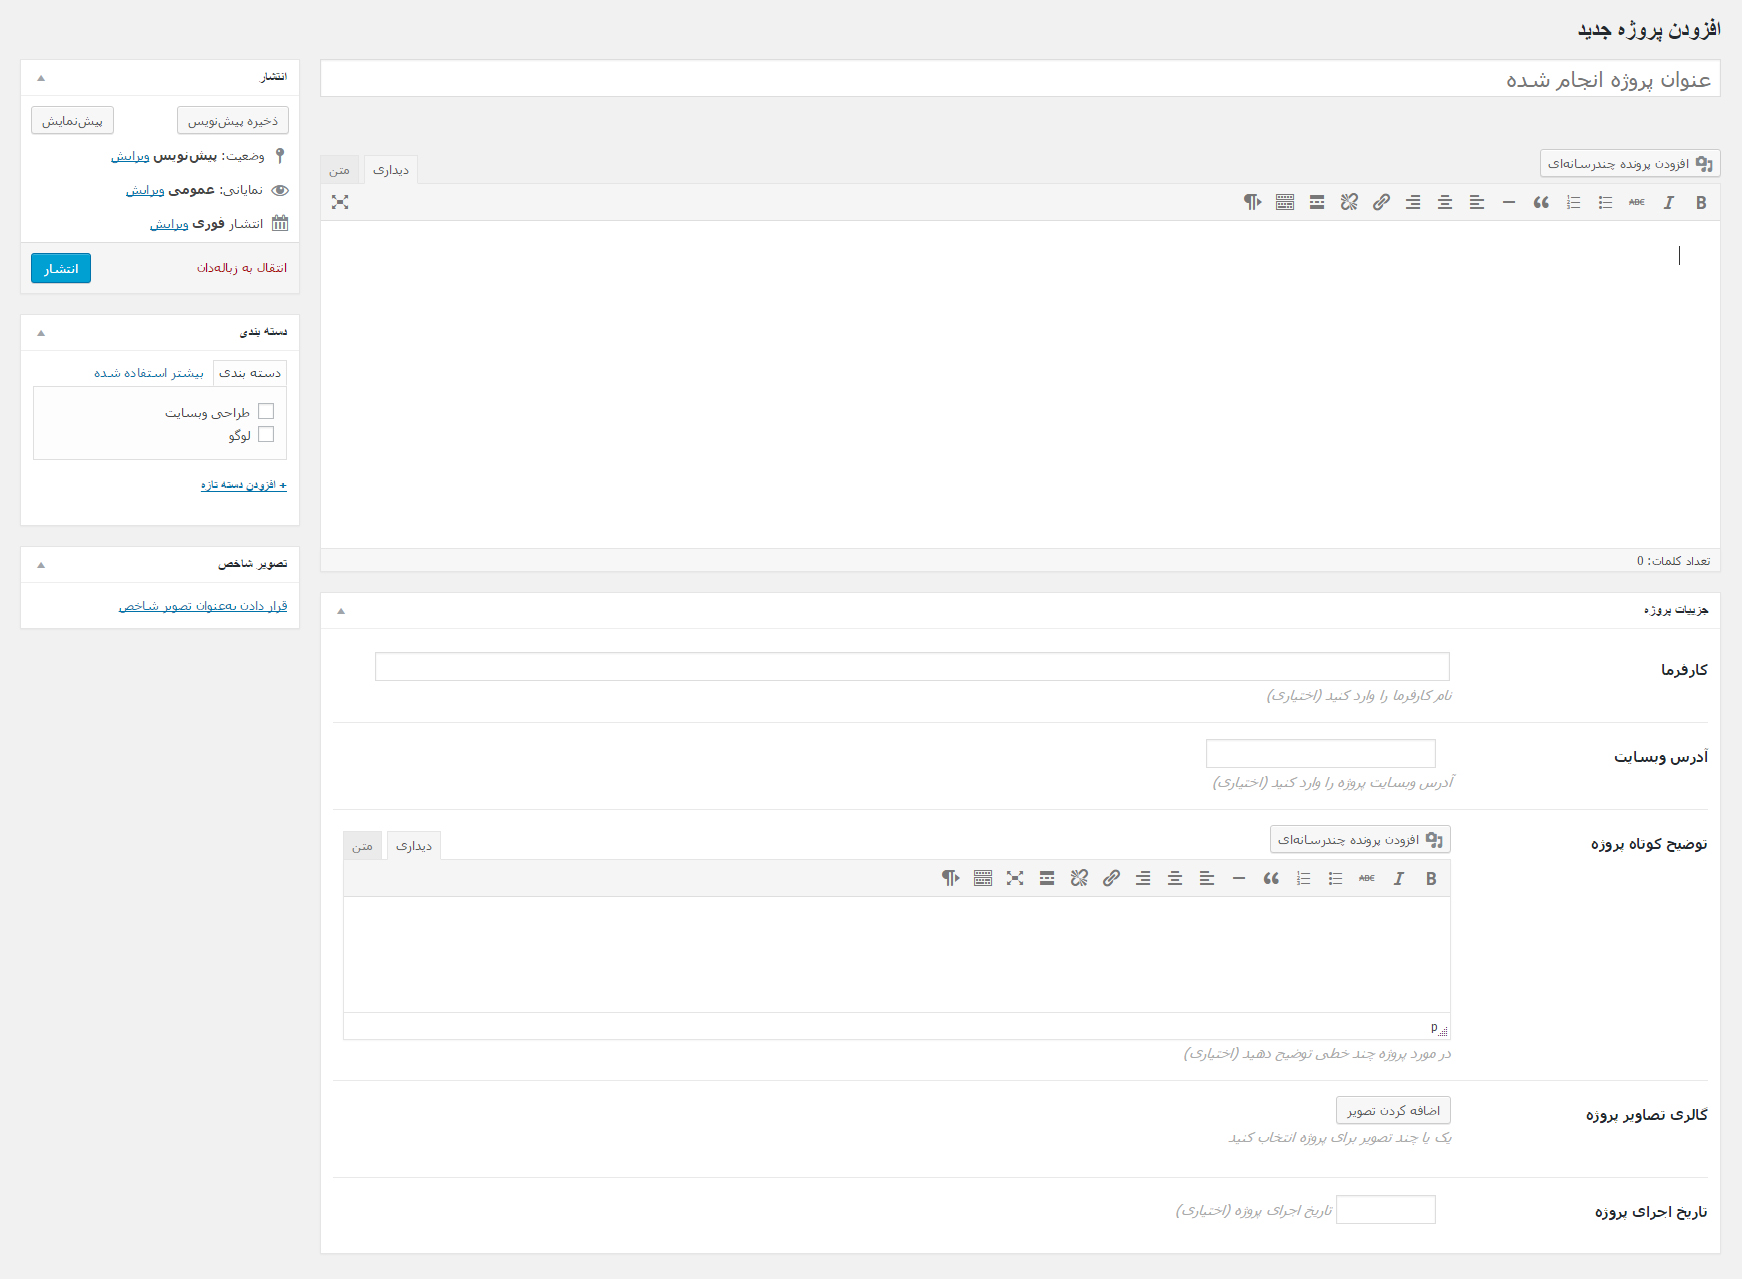 افزودن پروژه جدید
عنوان پروژه انجام شده
افزودن پرونده چندرسانه‌ای
دیداری
متن
B I ABC
تعداد کلمات: 0
جزییات پروژه
کارفرما
نام کارفرما را وارد کنید (اختیاری)
آدرس وبسایت
آدرس وبسایت پروژه را وارد کنید (اختیاری)
توضیح کوتاه پروژه
افزودن پرونده چندرسانه‌ای
دیداری
متن
B I ABC
p
در مورد پروژه چند خطی توضیح دهید (اختیاری)
گالری تصاویر پروژه
اضافه کردن تصویر
یک یا چند تصویر برای پروژه انتخاب کنید
تاریخ اجرای پروژه
تاریخ اجرای پروژه (اختیاری)
انتشار
ذخیره پیش‌نویس
پیش‌نمایش
وضعیت: پیش‌نویس ویرایش
نمایانی: عمومی ویرایش
انتشار فوری ویرایش
انتقال به زباله‌دان
انتشار
دسته بندی
دسته بندی
بیشتر استفاده شده
طراحی وبسایت
لوگو
+ افزودن دسته تازه
تصویر شاخص
قرار دادن به‌عنوان تصویر شاخص